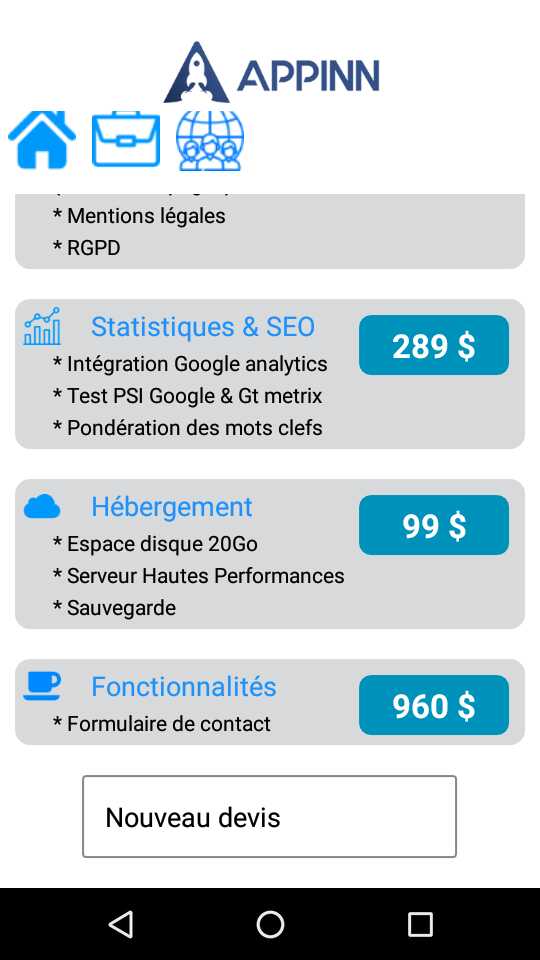 APPINN
* Mentions légales
* RGPD
Statistiques & SEO
289 $
* Intégration Google analytics
* Test PSI Google & Gt metrix
* Pondération des mots clefs
Hébergement
99 $
* Espace disque 20Go
* Serveur Hautes Performances
* Sauvegarde
Fonctionnalités
960 $
* Formulaire de contact
Nouveau devis